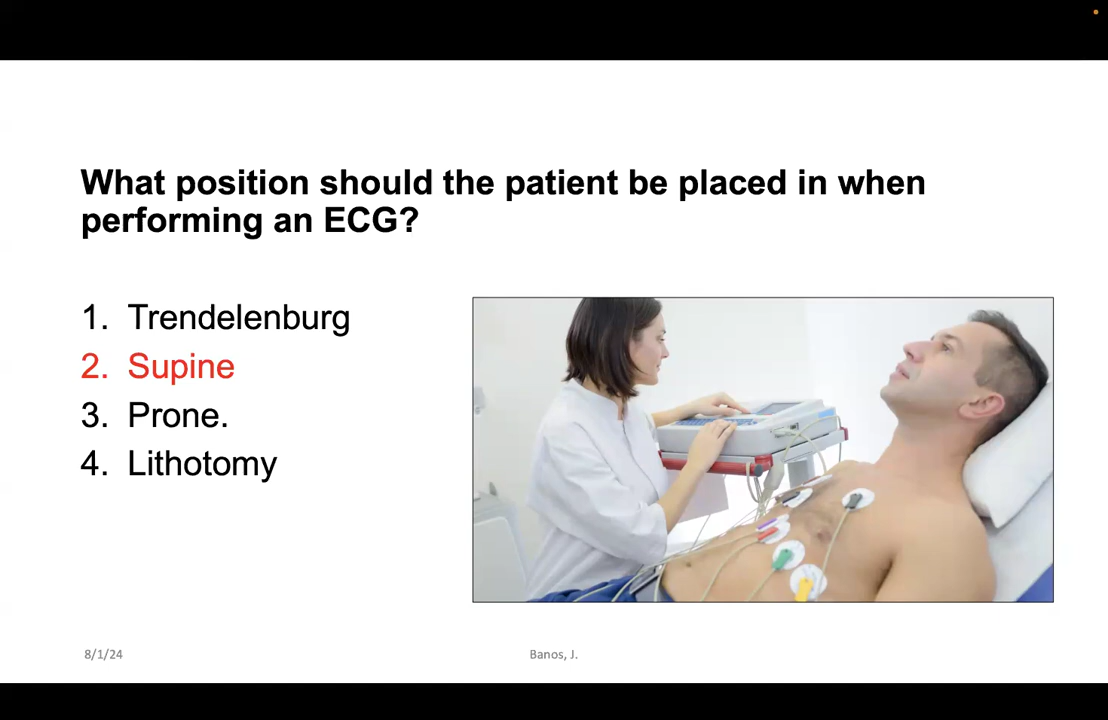 What position should the patient be placed in when
performing an ECG?
1. Trendelenburg
2. Supine
3. Prone.
4. Lithotomy
8/1/24
Banos, J.